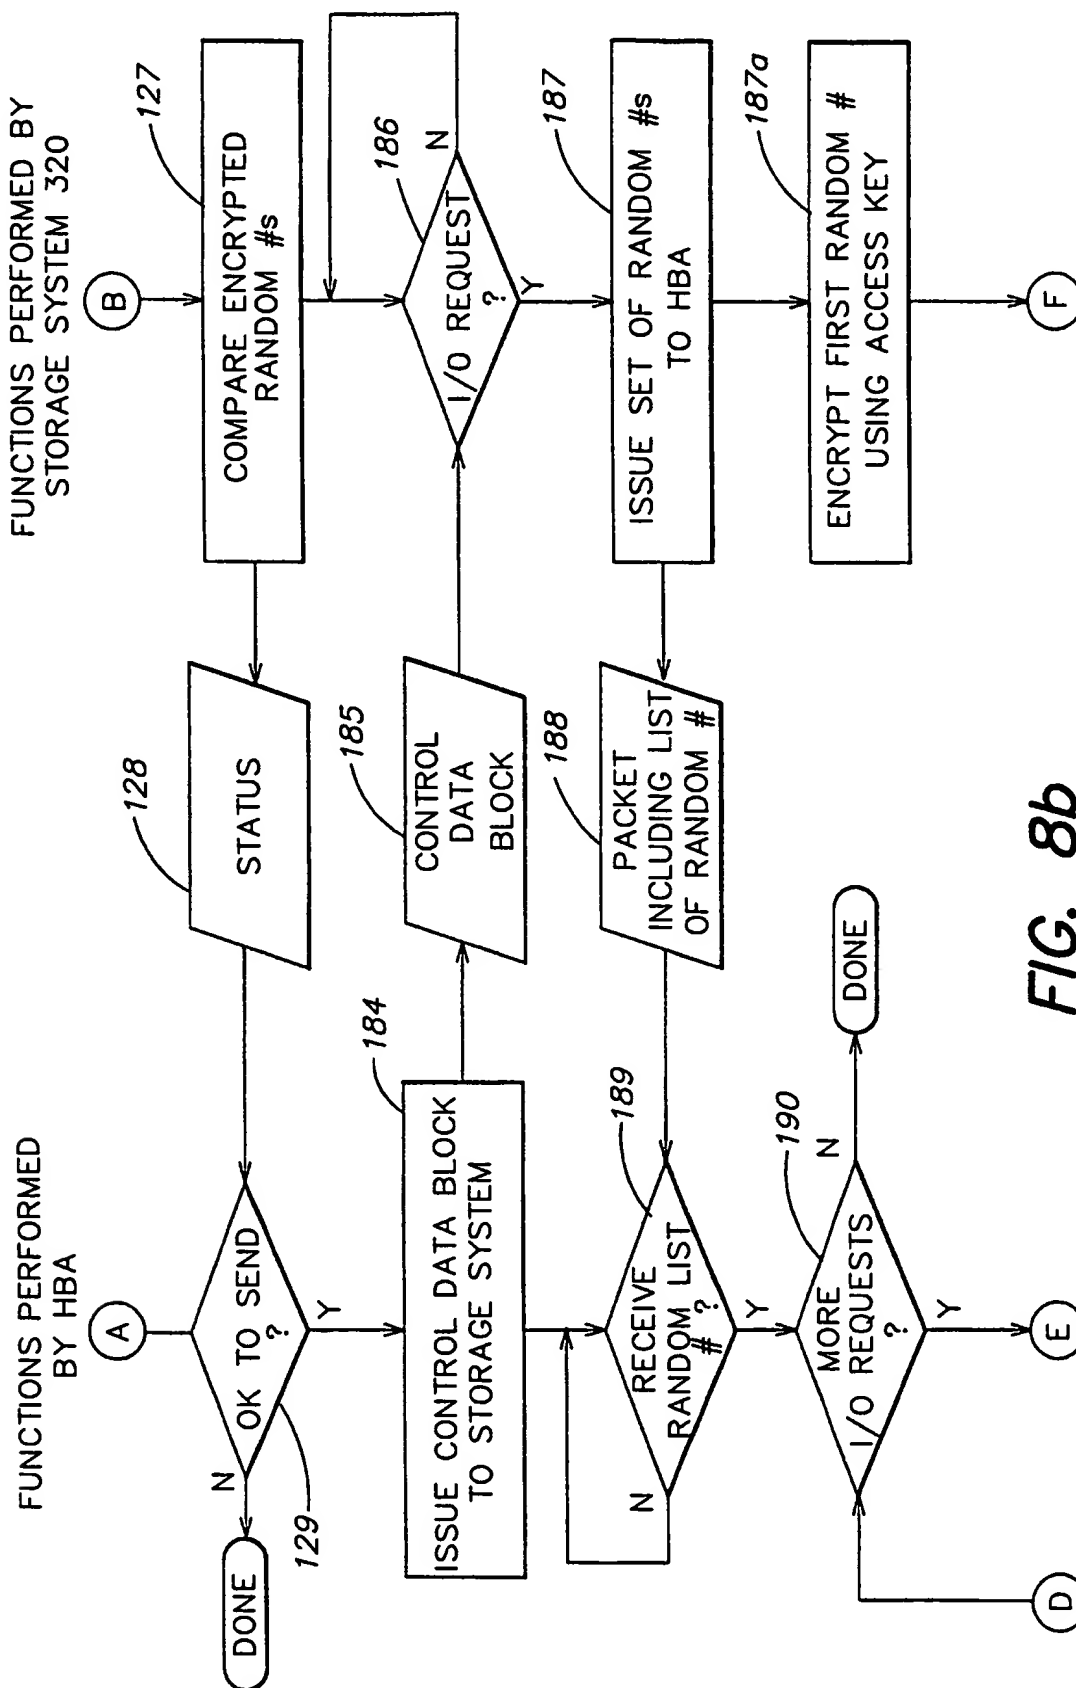 FUNCTIONS PERFORMED
BY HBA
FUNCTIONS PERFORMED BY
STORAGE SYSTEM 320
A
B
127
COMPARE ENCRYPTED
RANDOM #s
128
STATUS
OK TO SEND
?
N
Y
129
DONE
184
ISSUE CONTROL DATA BLOCK
TO STORAGE SYSTEM
185
CONTROL
DATA
BLOCK
186
I/O REQUEST
?
N
Y
187
ISSUE SET OF RANDOM #s
TO HBA
188
PACKET
INCLUDING LIST
OF RANDOM #
189
RECEIVE
RANDOM LIST
# ?
N
Y
187a
ENCRYPT FIRST RANDOM #
USING ACCESS KEY
190
MORE
I/O REQUESTS
?
N
Y
DONE
D
E
F
FIG. 8b